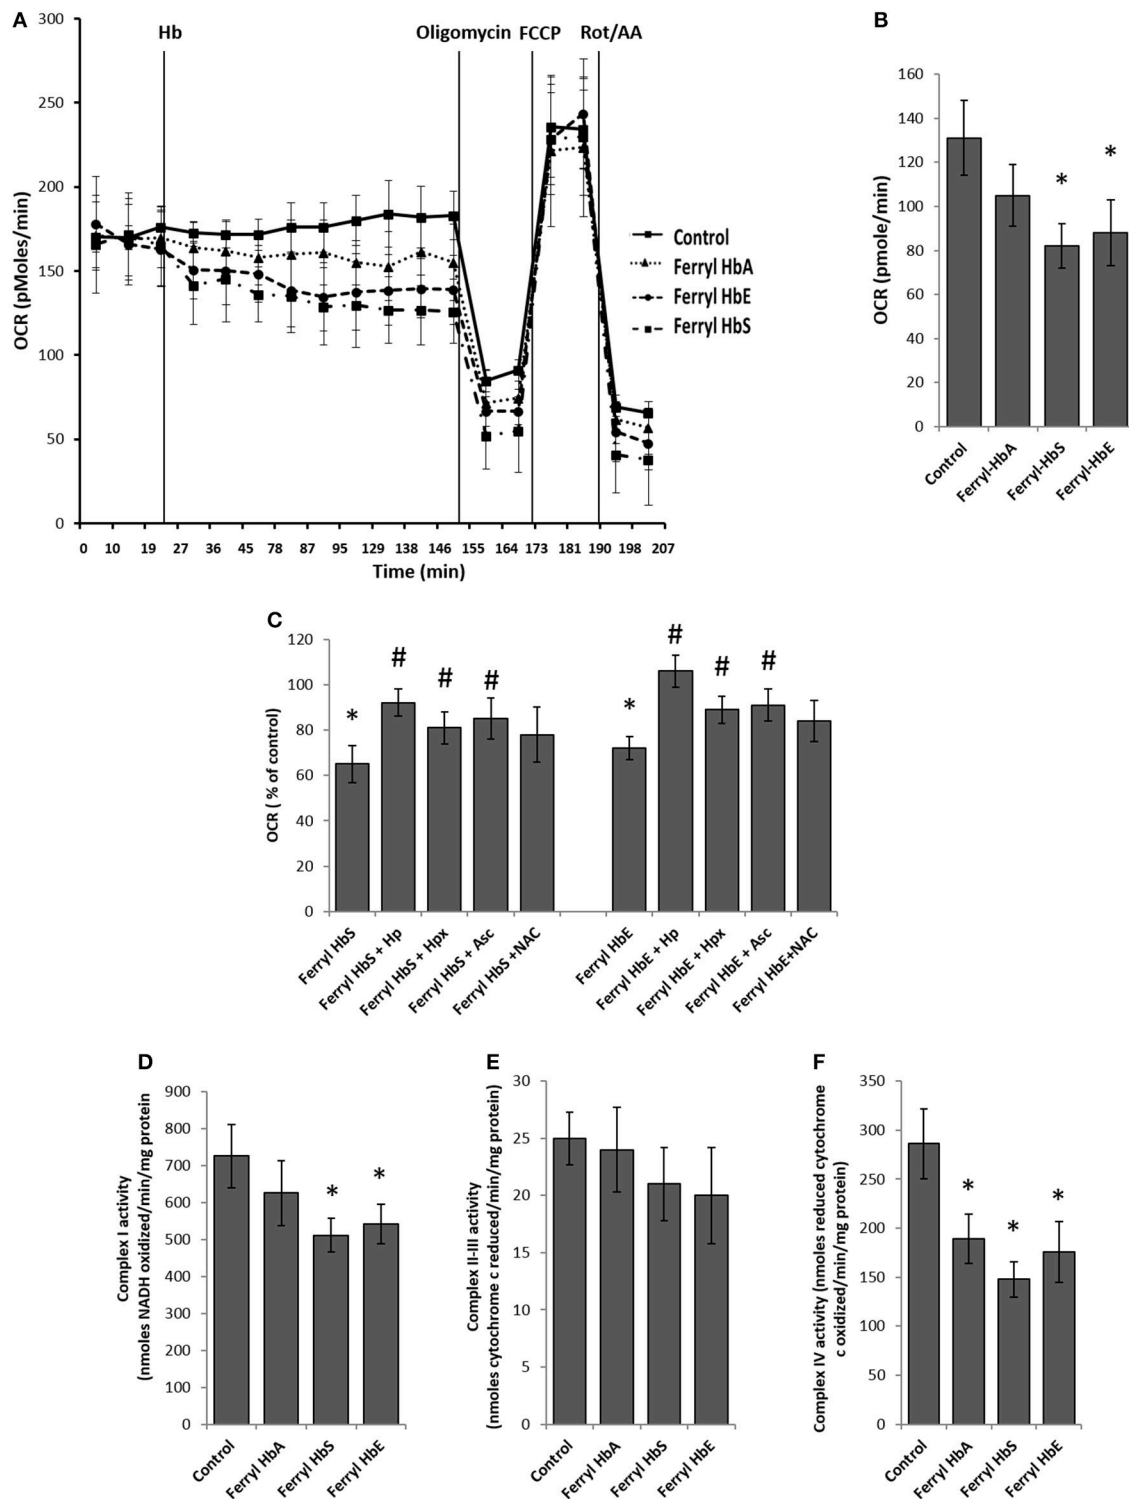 A
Hb
Oligomycin FCCP Rot/AA
300
250
200
150
100
50
0
OCR (pMoles/min)
0 10 19 27 36 45 78 87 95 129 138 146 155 164 173 181 190 198 207
Time (min)
Control
Ferryl HbA
Ferryl HbE
Ferryl HbS
B
160
140
120
100
80
60
40
20
0
OCR (pmole/min)
* *
Control Ferryl-HbA Ferryl-HbS Ferryl-HbE
C
120
100
80
60
40
20
0
OCR ( % of control)
* # # # * # # #
Ferryl HbS Ferryl HbS + Hp Ferryl HbS + Hpx Ferryl HbS + Asc Ferryl HbS +NAC Ferryl HbE Ferryl HbE + Hp Ferryl HbE + Hpx Ferryl HbE + Asc Ferryl HbE+NAC
D
900
800
700
600
500
400
300
200
100
0
Complex I activity
(nmoles NADH oxidized/min/mg protein
* *
Control Ferryl HbA Ferryl HbS Ferryl HbE
E
30
25
20
15
10
5
0
Complex II-III activity
(nmoles cytochrome c reduced/min/mg protein)
Control Ferryl HbA Ferryl HbS Ferryl HbE
F
350
300
250
200
150
100
50
0
Complex IV activity (nmoles reduced cytochrome
c oxidized/min/mg protein)
* * *
Control Ferryl HbA Ferryl HbS Ferryl HbE